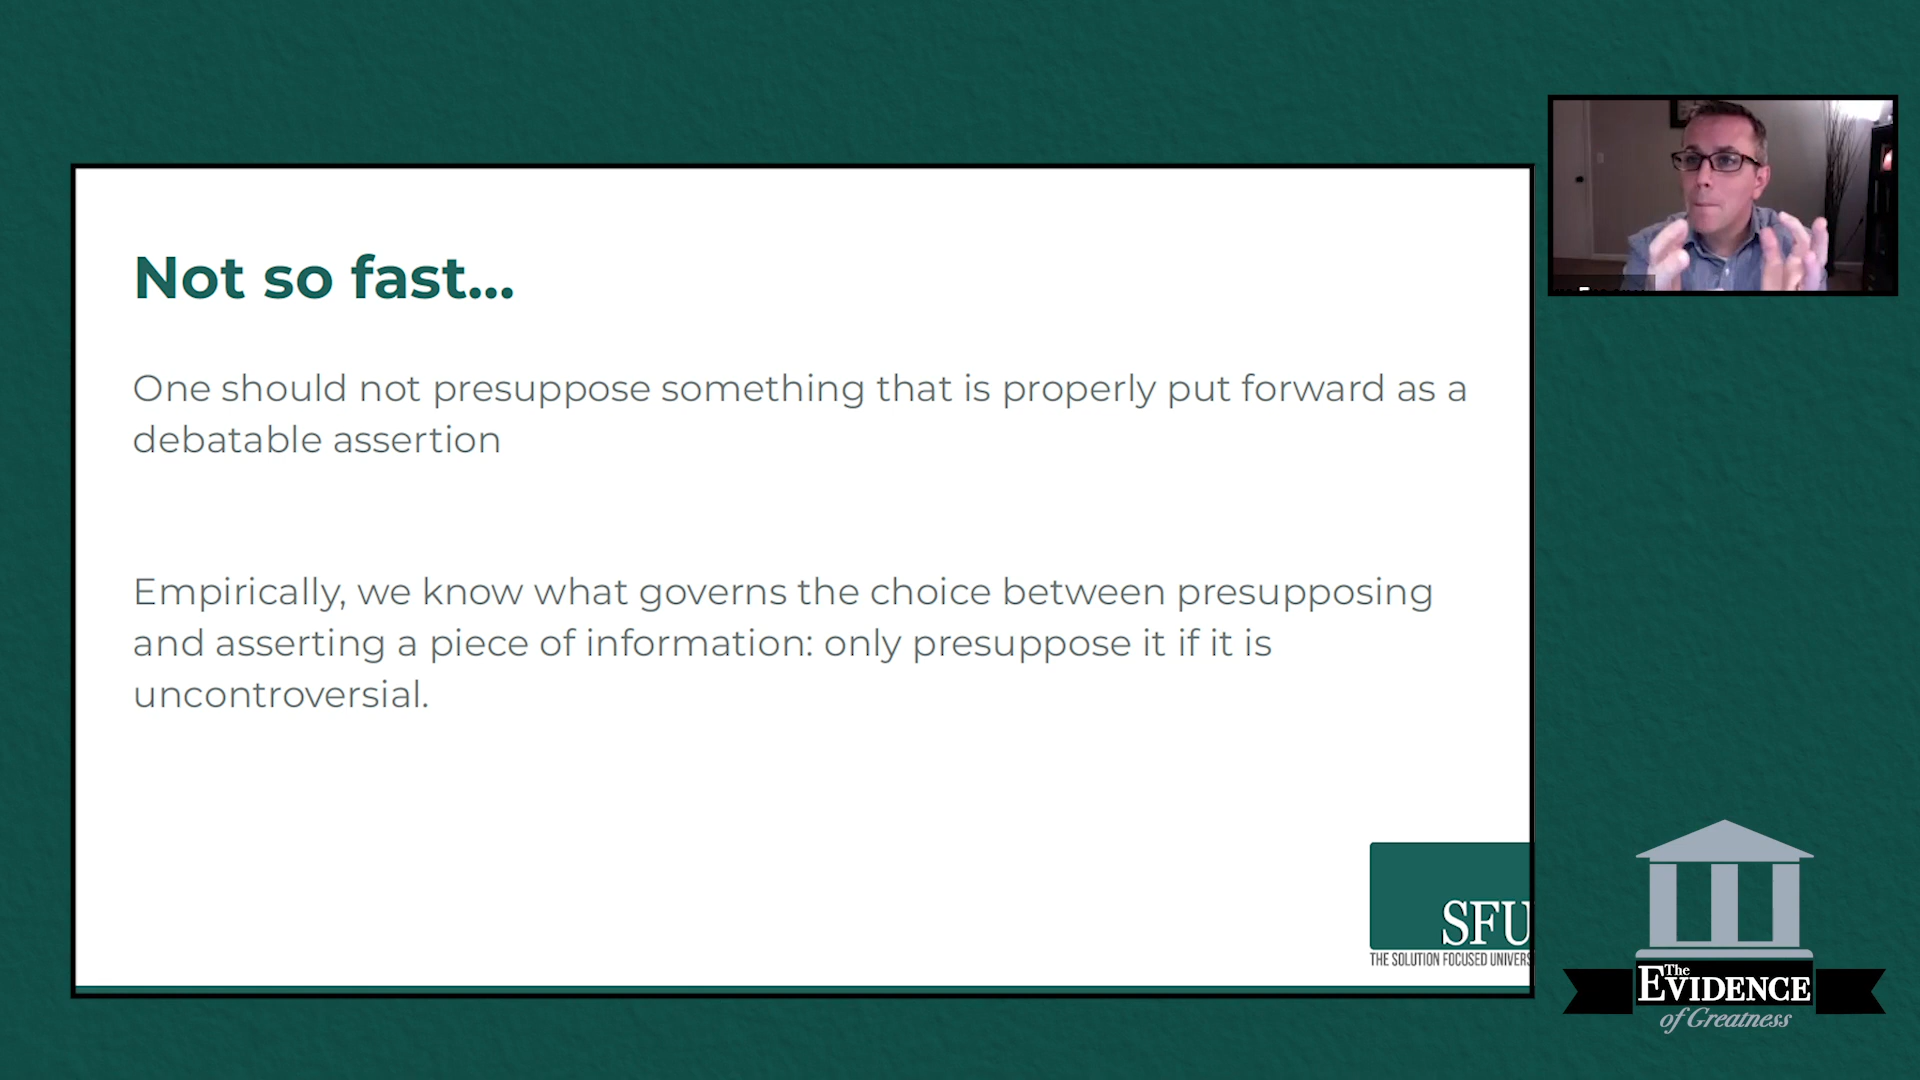 Not so fast...
One should not presuppose something that is properly put forward as a
debatable assertion
Empirically, we know what governs the choice between presupposing
and asserting a piece of information: only presuppose it if it is
uncontroversial.
SFU
THE SOLUTION FOCUSED
The
EVIDENCE
of Greatness